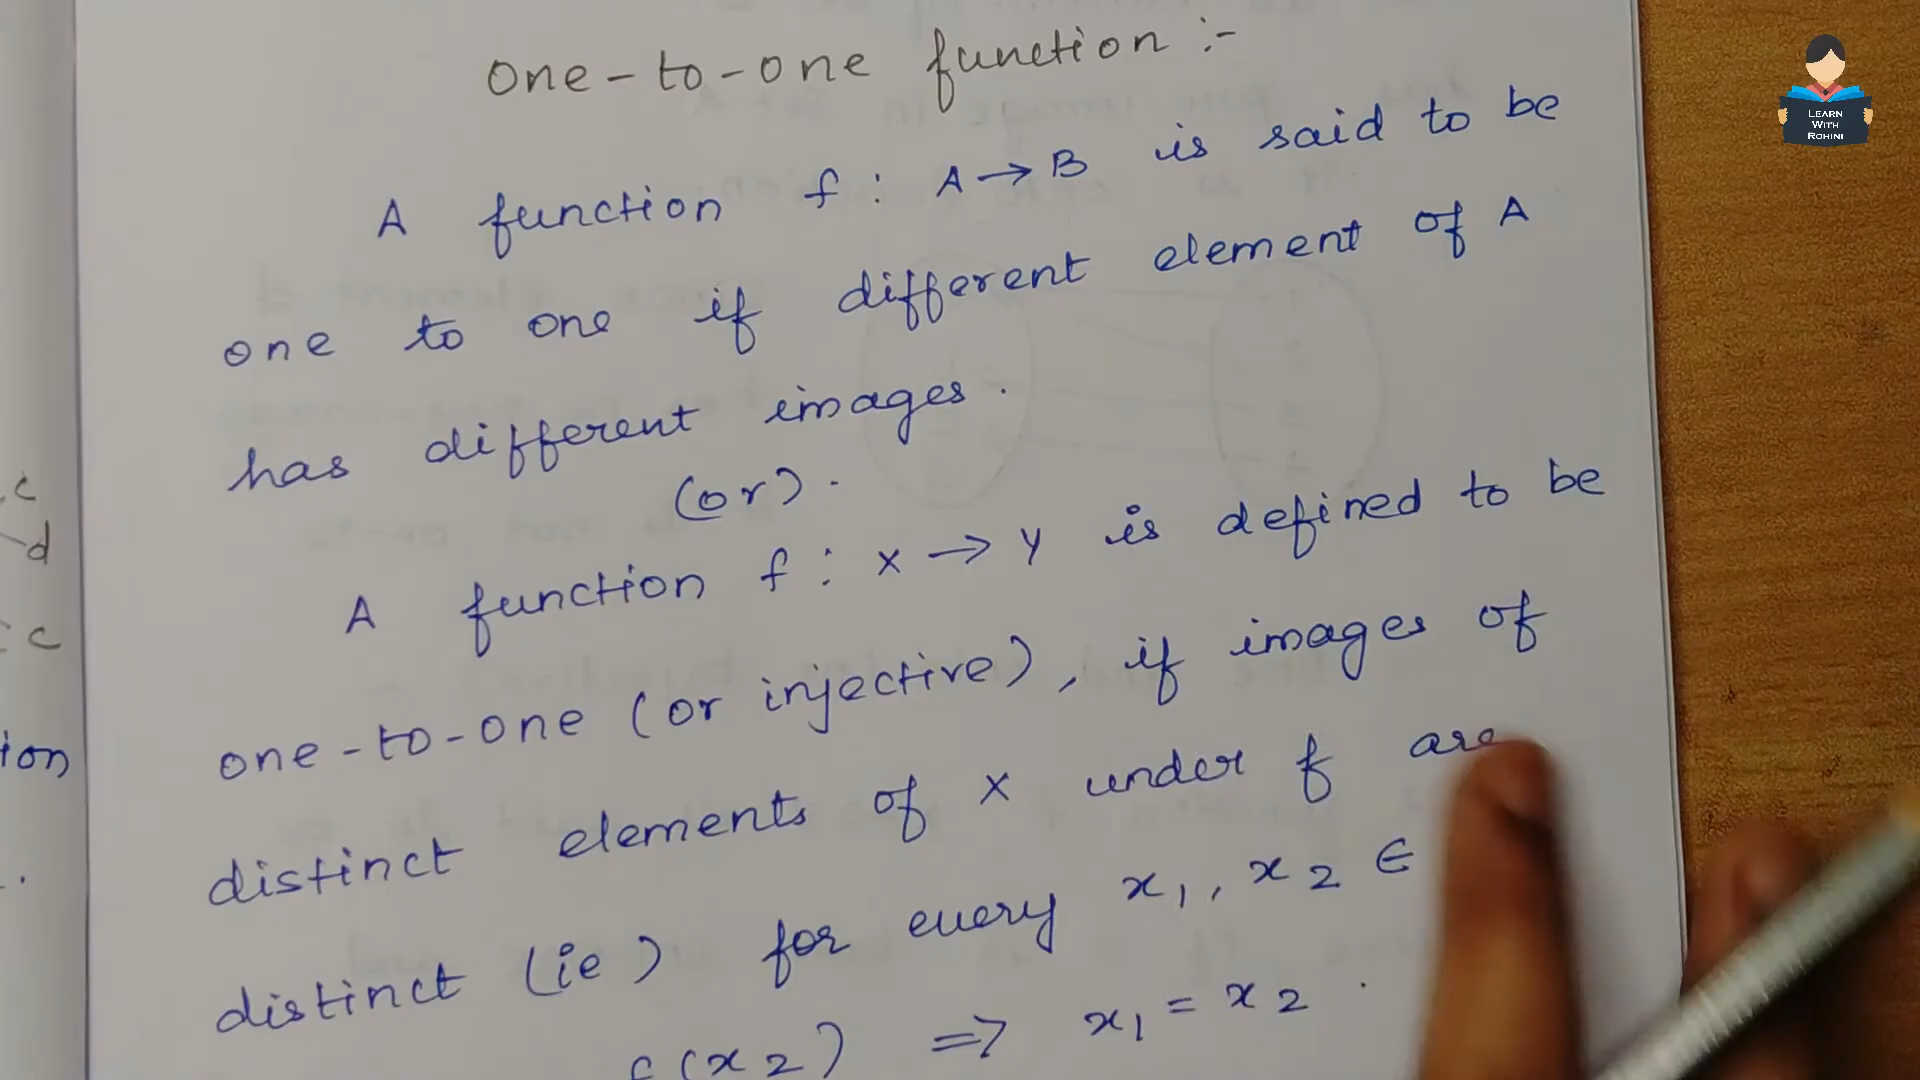 one-to-one function :-
A function f : A → B is said to be
one to one if different element of A
has different images.
(or).
A function f : x → y is defined to be
one-to-one (or injective), if images of
distinct elements of x under f are
distinct (ie) for every x1, x2 ∈
f(x2) => x1 = x2 .
c
d
c
ion
LEARN
WITH
ROHINI